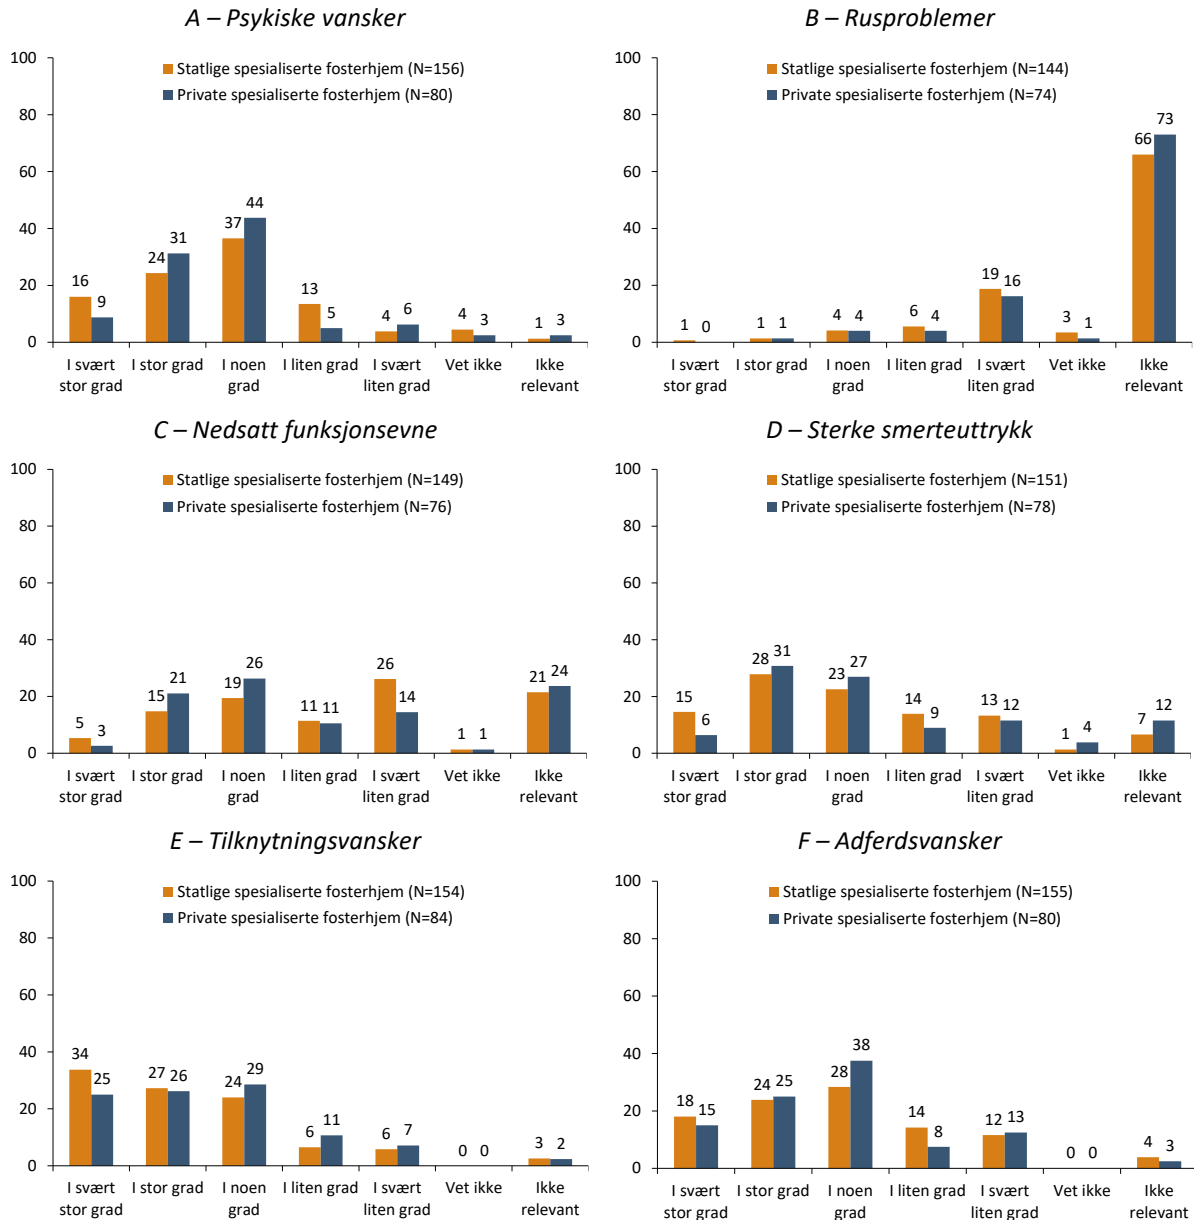 A – Psykiske vansker
Statlige spesialiserte fosterhjem (N=156)
Private spesialiserte fosterhjem (N=80)
100
80
60
40
20
0
16
9
24
31
37
44
13
5
4
6
4
3
1
3
I svært
stor grad
I stor grad
I noen
grad
I liten grad
I svært
liten grad
Vet ikke
Ikke
relevant
B – Rusproblemer
Statlige spesialiserte fosterhjem (N=144)
Private spesialiserte fosterhjem (N=74)
100
80
60
40
20
0
1
0
1
1
4
4
6
4
19
16
3
1
66
73
I svært
stor grad
I stor grad
I noen
grad
I liten grad
I svært
liten grad
Vet ikke
Ikke
relevant
C – Nedsatt funksjonsevne
Statlige spesialiserte fosterhjem (N=149)
Private spesialiserte fosterhjem (N=76)
100
80
60
40
20
0
5
3
15
21
19
26
11
11
26
14
1
1
21
24
I svært
stor grad
I stor grad
I noen
grad
I liten grad
I svært
liten grad
Vet ikke
Ikke
relevant
D – Sterke smerteuttrykk
Statlige spesialiserte fosterhjem (N=151)
Private spesialiserte fosterhjem (N=78)
100
80
60
40
20
0
15
6
28
31
23
27
14
9
13
12
1
4
7
12
I svært
stor grad
I stor grad
I noen
grad
I liten grad
I svært
liten grad
Vet ikke
Ikke
relevant
E – Tilknytningsvansker
Statlige spesialiserte fosterhjem (N=154)
Private spesialiserte fosterhjem (N=84)
100
80
60
40
20
0
34
25
27
26
24
29
6
11
6
7
0
0
3
2
I svært
stor grad
I stor grad
I noen
grad
I liten grad
I svært
liten grad
Vet ikke
Ikke
relevant
F – Adferdsvansker
Statlige spesialiserte fosterhjem (N=155)
Private spesialiserte fosterhjem (N=80)
100
80
60
40
20
0
18
15
24
25
28
38
14
8
12
13
0
0
4
3
I svært
stor grad
I stor grad
I noen
grad
I liten grad
I svært
liten grad
Vet ikke
Ikke
relevant